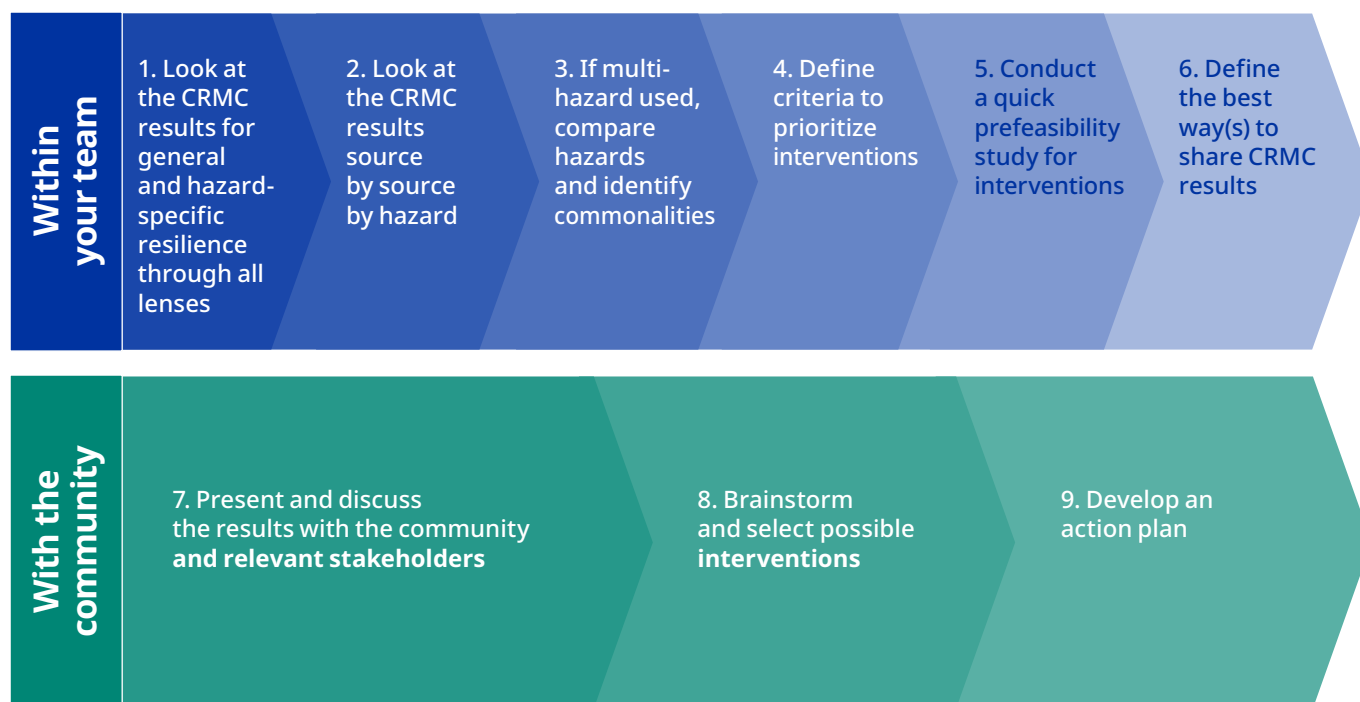 Within
your team
1. Look at
the CRMC
results for
general
and hazard-
specific
resilience
through all
lenses
2. Look at
the CRMC
results
source
by source
by hazard
3. If multi-
hazard used,
compare
hazards
and identify
commonalities
4. Define
criteria to
prioritize
interventions
5. Conduct
a quick
prefeasibility
study for
interventions
6. Define
the best
way(s) to
share CRMC
results
With the
community
7. Present and discuss
the results with the community
and relevant stakeholders
8. Brainstorm
and select possible
interventions
9. Develop an
action plan